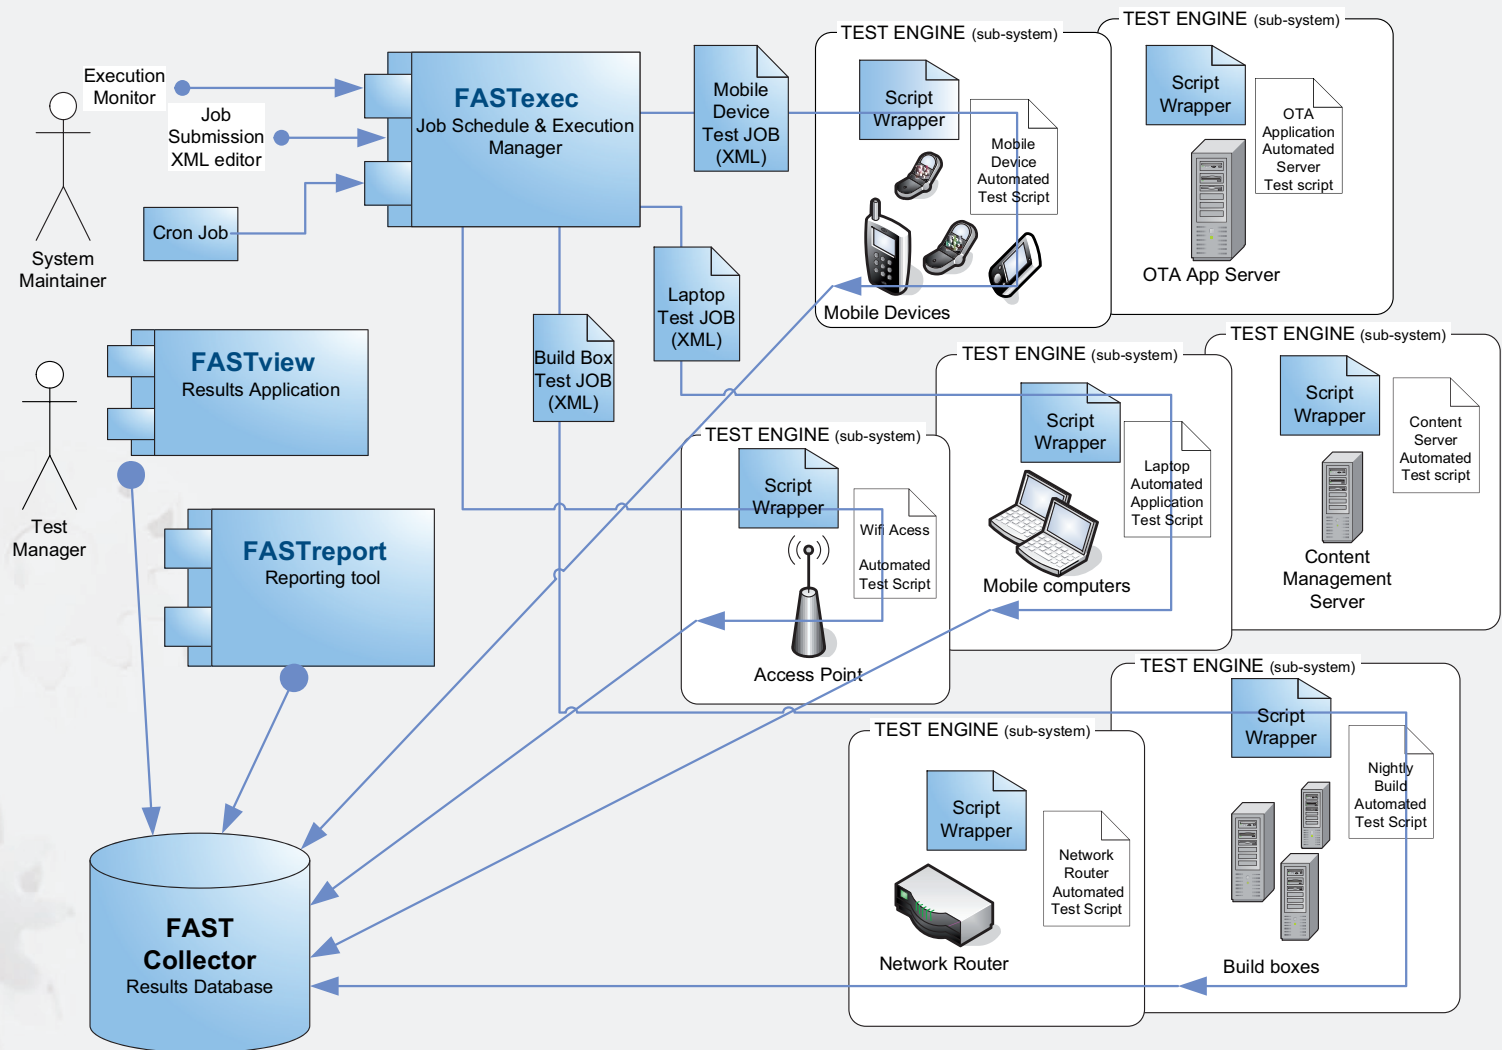 Execution
Monitor
Job
Submission
XML editor
System
Maintainer
Cron Job
FASTexec
Job Schedule & Execution
Manager
Mobile
Device
Test JOB
(XML)
Laptop
Test JOB
(XML)
Build Box
Test JOB
(XML)
TEST ENGINE (sub-system)
Script
Wrapper
Mobile
Device
Automated
Test Script
Mobile Devices
TEST ENGINE (sub-system)
Script
Wrapper
OTA
Application
Automated
Server
Test script
OTA App Server
FASTview
Results Application
Test
Manager
FASTreport
Reporting tool
TEST ENGINE (sub-system)
Script
Wrapper
Wifi Acess
Automated
Test Script
Access Point
TEST ENGINE (sub-system)
Script
Wrapper
Laptop
Automated
Application
Test Script
Mobile computers
TEST ENGINE (sub-system)
Script
Wrapper
Content
Server
Automated
Test script
Content
Management
Server
TEST ENGINE (sub-system)
Script
Wrapper
Network
Router
Automated
Test Script
Network Router
TEST ENGINE (sub-system)
Script
Wrapper
Nightly
Build
Automated
Test Script
Build boxes
FAST
Collector
Results Database